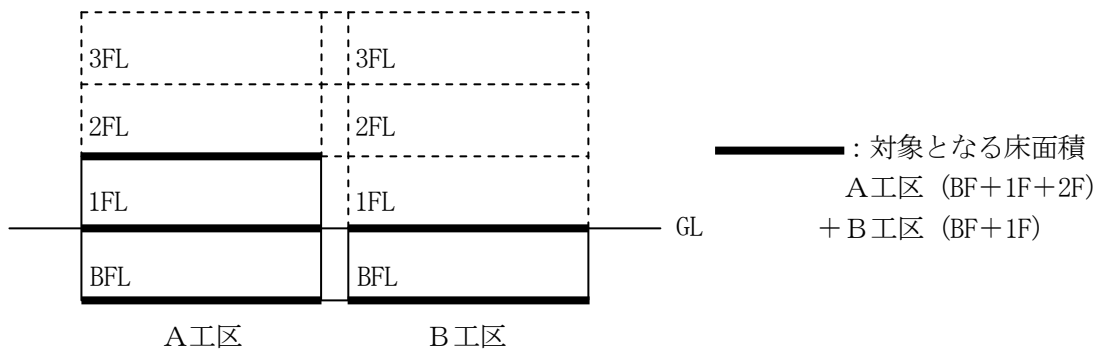 3FL
3FL
2FL
2FL
:対象となる床面積
A工区 (BF+1F+2F)
1FL
1FL
GL
+B工区 (BF+1F)
BFL
BFL
A工区
B工区